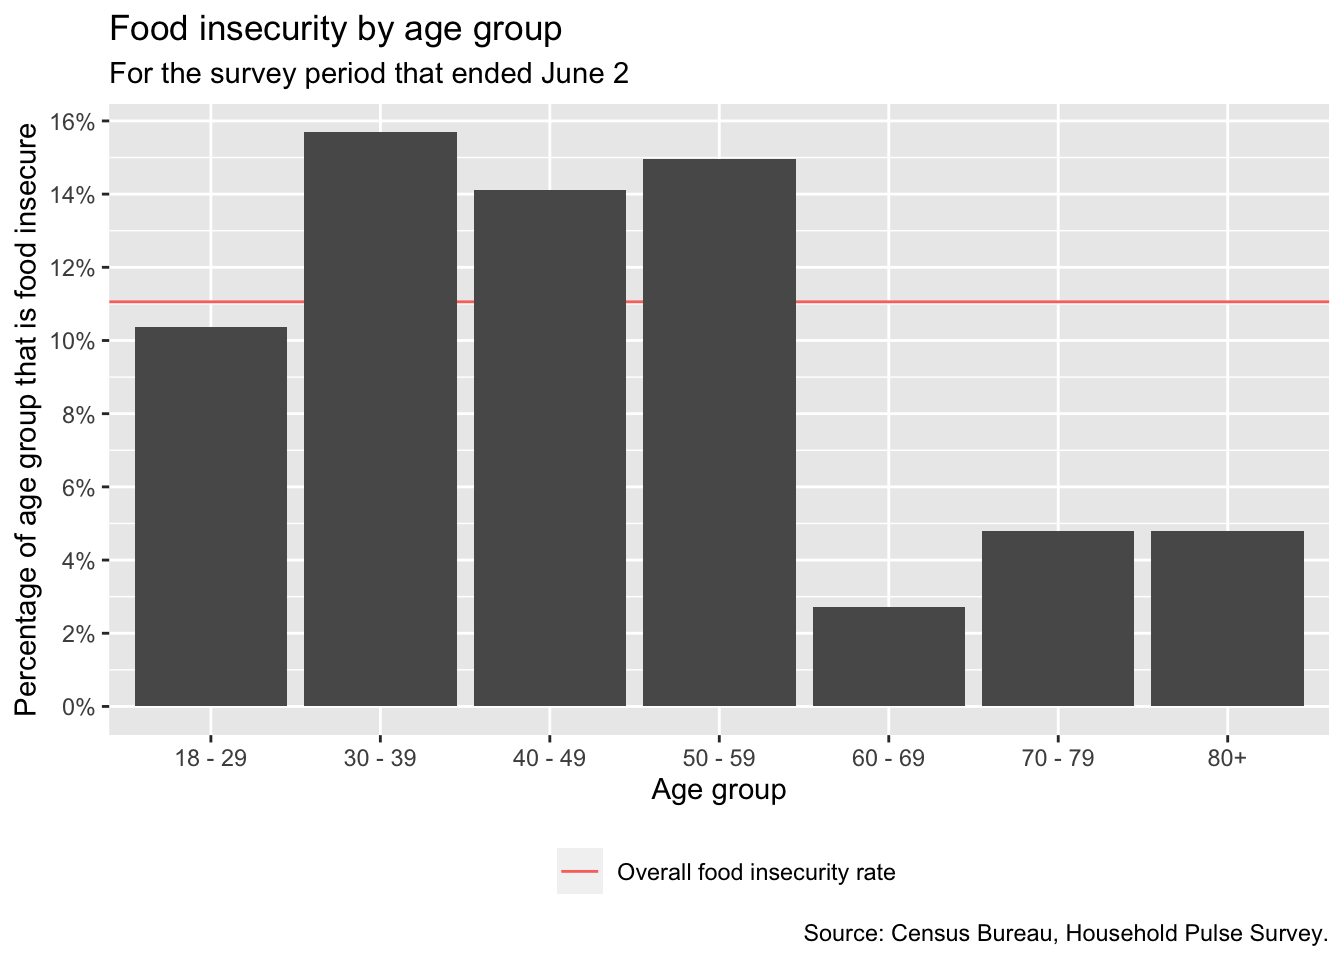 Food insecurity by age group
For the survey period that ended June 2
Percentage of age group that is food insecure
16%
14%
12%
10%
8%
6%
4%
2%
0%
18 - 29
30 - 39
40 - 49
50 - 59
60 - 69
70 - 79
80+
Age group
Overall food insecurity rate
Source: Census Bureau, Household Pulse Survey.